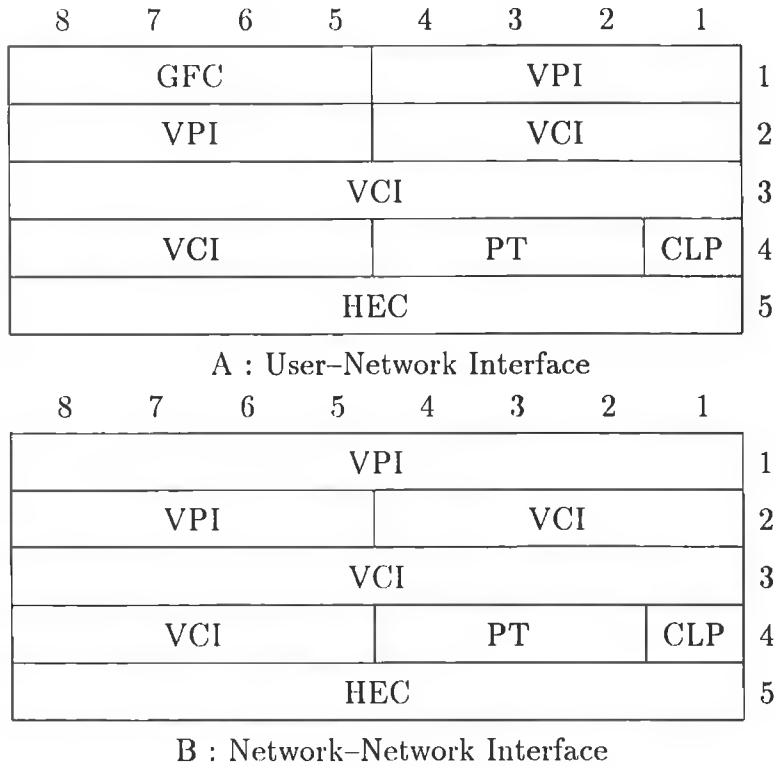 8 7 6 5 4 3 2 1
GFC VPI 1
VPI VCI 2
VCI 3
VCI PT CLP 4
HEC 5
A : User–Network Interface
8 7 6 5 4 3 2 1
VPI 1
VPI VCI 2
VCI 3
VCI PT CLP 4
HEC 5
B : Network–Network Interface